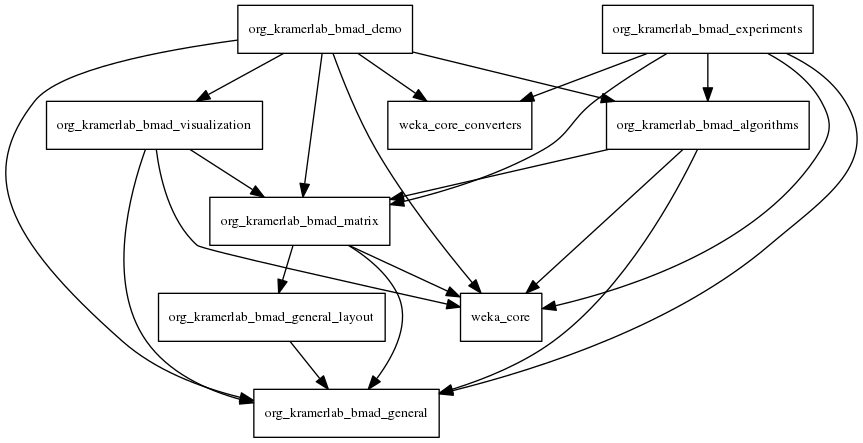 org_kramerlab_bmad_demo
org_kramerlab_bmad_experiments
org_kramerlab_bmad_visualization
weka_core_converters
org_kramerlab_bmad_algorithms
org_kramerlab_bmad_matrix
org_kramerlab_bmad_general_layout
weka_core
org_kramerlab_bmad_general